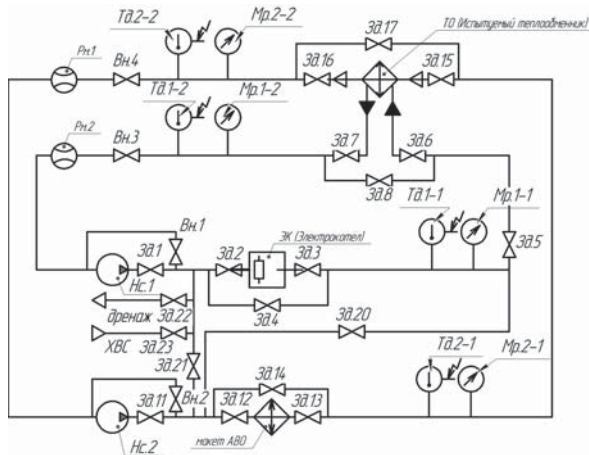 Тд.2-2
Мр.2-2
Зд.17
ТО (Испытуемый теплообменник)
Рм.1
Вн.4
Зд.16
Зд.15
Тд.1-2
Мр.1-2
Рм.2
Вн.3
Зд.7
Зд.6
Зд.8
Тд.1-1
Мр.1-1
Вн.1
Зд.1
Зд.2
ЭК (Электрокотел)
Зд.3
Зд.5
Нс.1
Зд.4
дренаж
Зд.22
Зд.20
ХВС
Зд.23
Зд.21
Тд.2-1
Мр.2-1
Зд.14
Зд.11
Вн.2
Зд.12
Зд.13
Нс.2
макет АВО